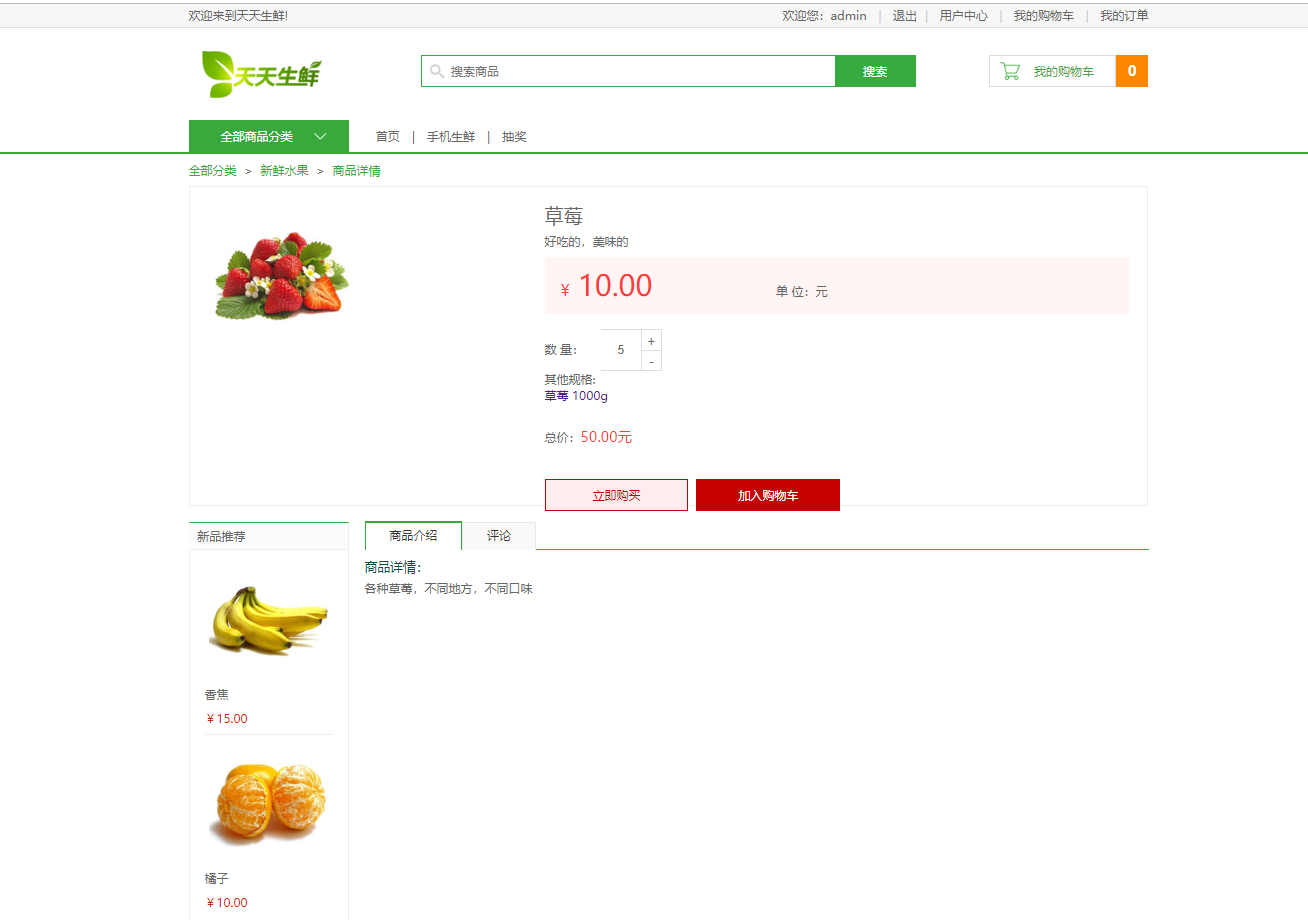 欢迎来到天天生鲜!
欢迎您：admin | 退出 | 用户中心 | 我的购物车 | 我的订单
天天生鲜
搜索商品
搜索
我的购物车
0
全部商品分类
首页 | 手机生鲜 | 抽奖
全部分类 > 新鲜水果 > 商品详情
草莓
好吃的，美味的
￥ 10.00
单 位：元
数 量：
5
+
-
其他规格:
草莓 1000g
总价：50.00元
立即购买
加入购物车
新品推荐
香焦
￥15.00
橘子
￥10.00
商品介绍
评论
商品详情：
各种草莓，不同地方，不同口味